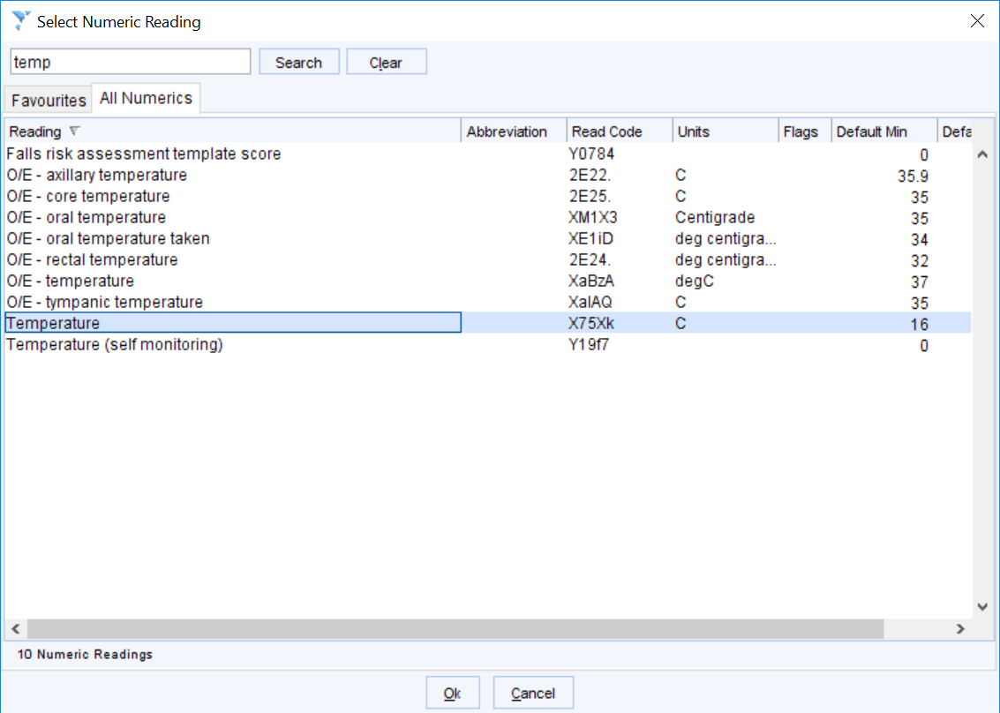 Select Numeric Reading
temp Search Clear
Favourites All Numerics
Reading Abbreviation Read Code Units Flags Default Min Defa
Falls risk assessment template score Y0784 0
O/E - axillary temperature 2E22. C 35.9
O/E - core temperature 2E25. C 35
O/E - oral temperature XM1X3 Centigrade 35
O/E - oral temperature taken XE1iD deg centigra... 34
O/E - rectal temperature 2E24. deg centigra... 32
O/E - temperature XaBzA degC 37
O/E - tympanic temperature XaIAQ C 35
Temperature X75Xk C 16
Temperature (self monitoring) Y19f7 0
10 Numeric Readings
Ok Cancel